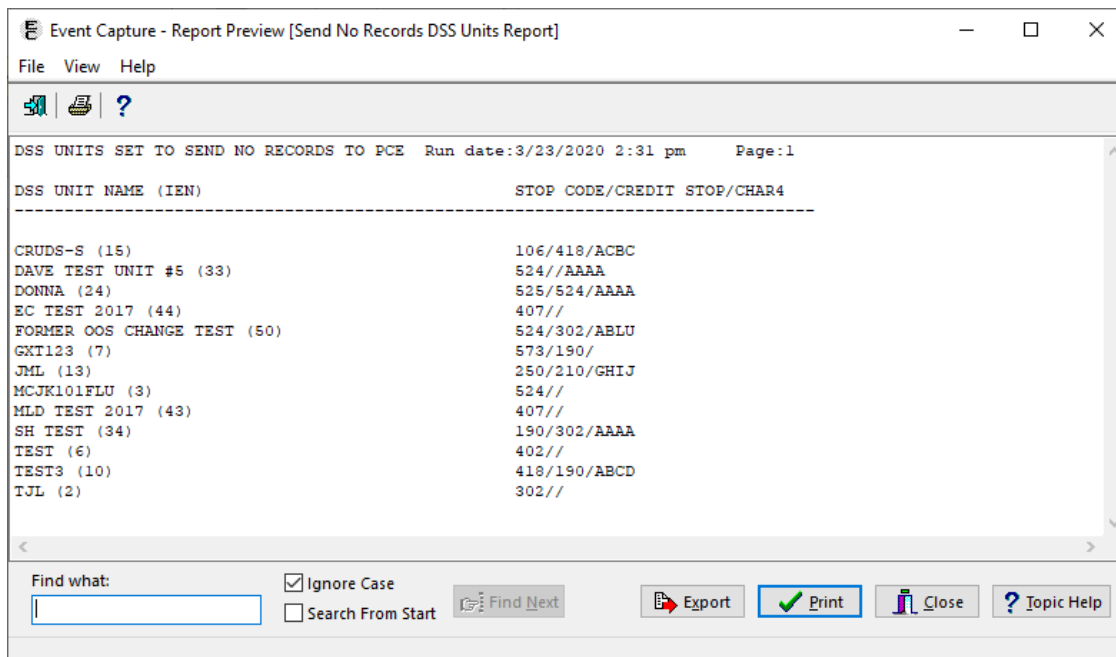 Event Capture - Report Preview [Send No Records DSS Units Report]
File View Help
?
DSS UNITS SET TO SEND NO RECORDS TO PCE Run date:3/23/2020 2:31 pm Page:1
DSS UNIT NAME (IEN) STOP CODE/CREDIT STOP/CHAR4
--------------------------------------------------------------------------------
CRUDS-S (15) 106/418/ACBC
DAVE TEST UNIT #5 (33) 524//AAAA
DONNA (24) 525/524/AAAA
EC TEST 2017 (44) 407//
FORMER OOS CHANGE TEST (50) 524/302/ABLU
GXT123 (7) 573/190/
JML (13) 250/210/GHIJ
MCJK101FLU (3) 524//
MLD TEST 2017 (43) 407//
SH TEST (34) 190/302/AAAA
TEST (6) 402//
TEST3 (10) 418/190/ABCD
TJL (2) 302//
Find what:
Ignore Case
Search From Start
Find Next
Export
Print
Close
? Topic Help